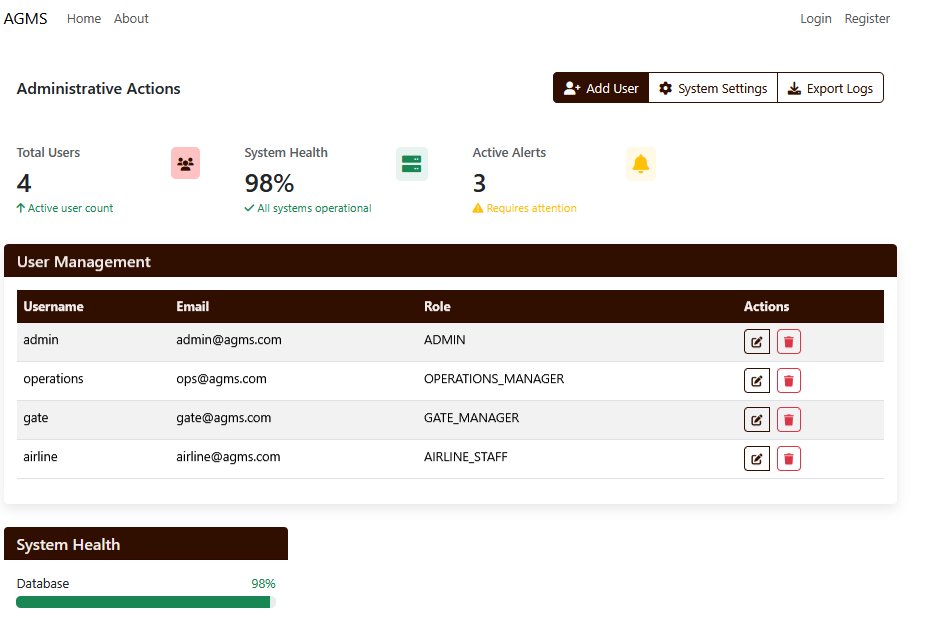 AGMS Home About Login Register
Administrative Actions Add User System Settings Export Logs
Total Users System Health Active Alerts
4 98% 3
Active user count All systems operational Requires attention
User Management
Username Email Role Actions
admin admin@agms.com ADMIN
operations ops@agms.com OPERATIONS_MANAGER
gate gate@agms.com GATE_MANAGER
airline airline@agms.com AIRLINE_STAFF
System Health
Database 98%